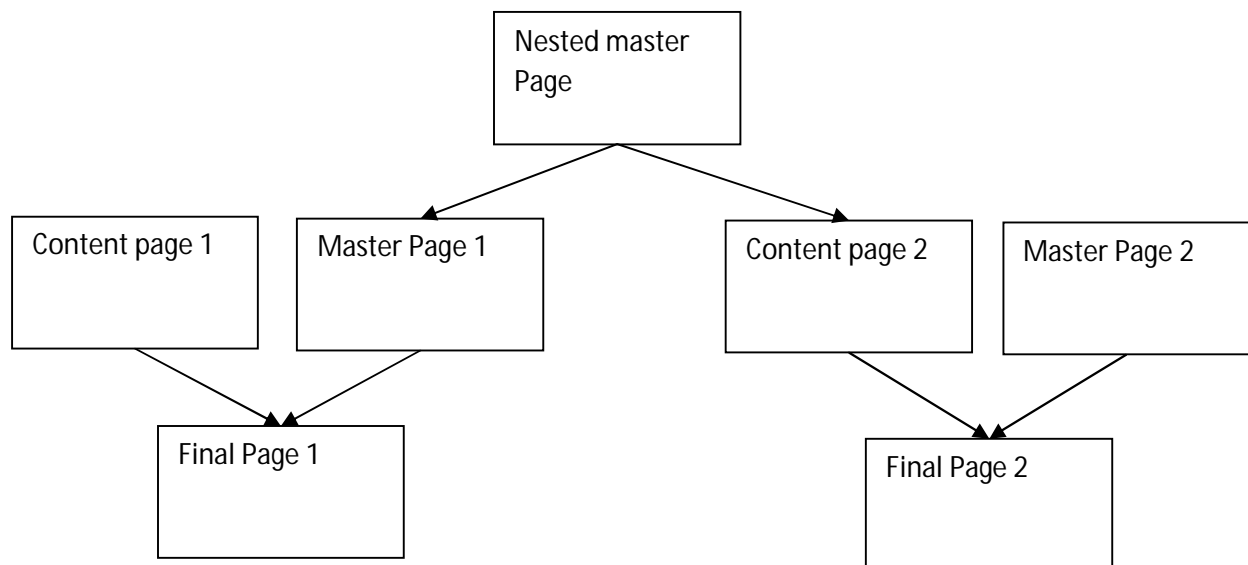 Nested master
Page
Content page 1
Master Page 1
Content page 2
Master Page 2
Final Page 1
Final Page 2